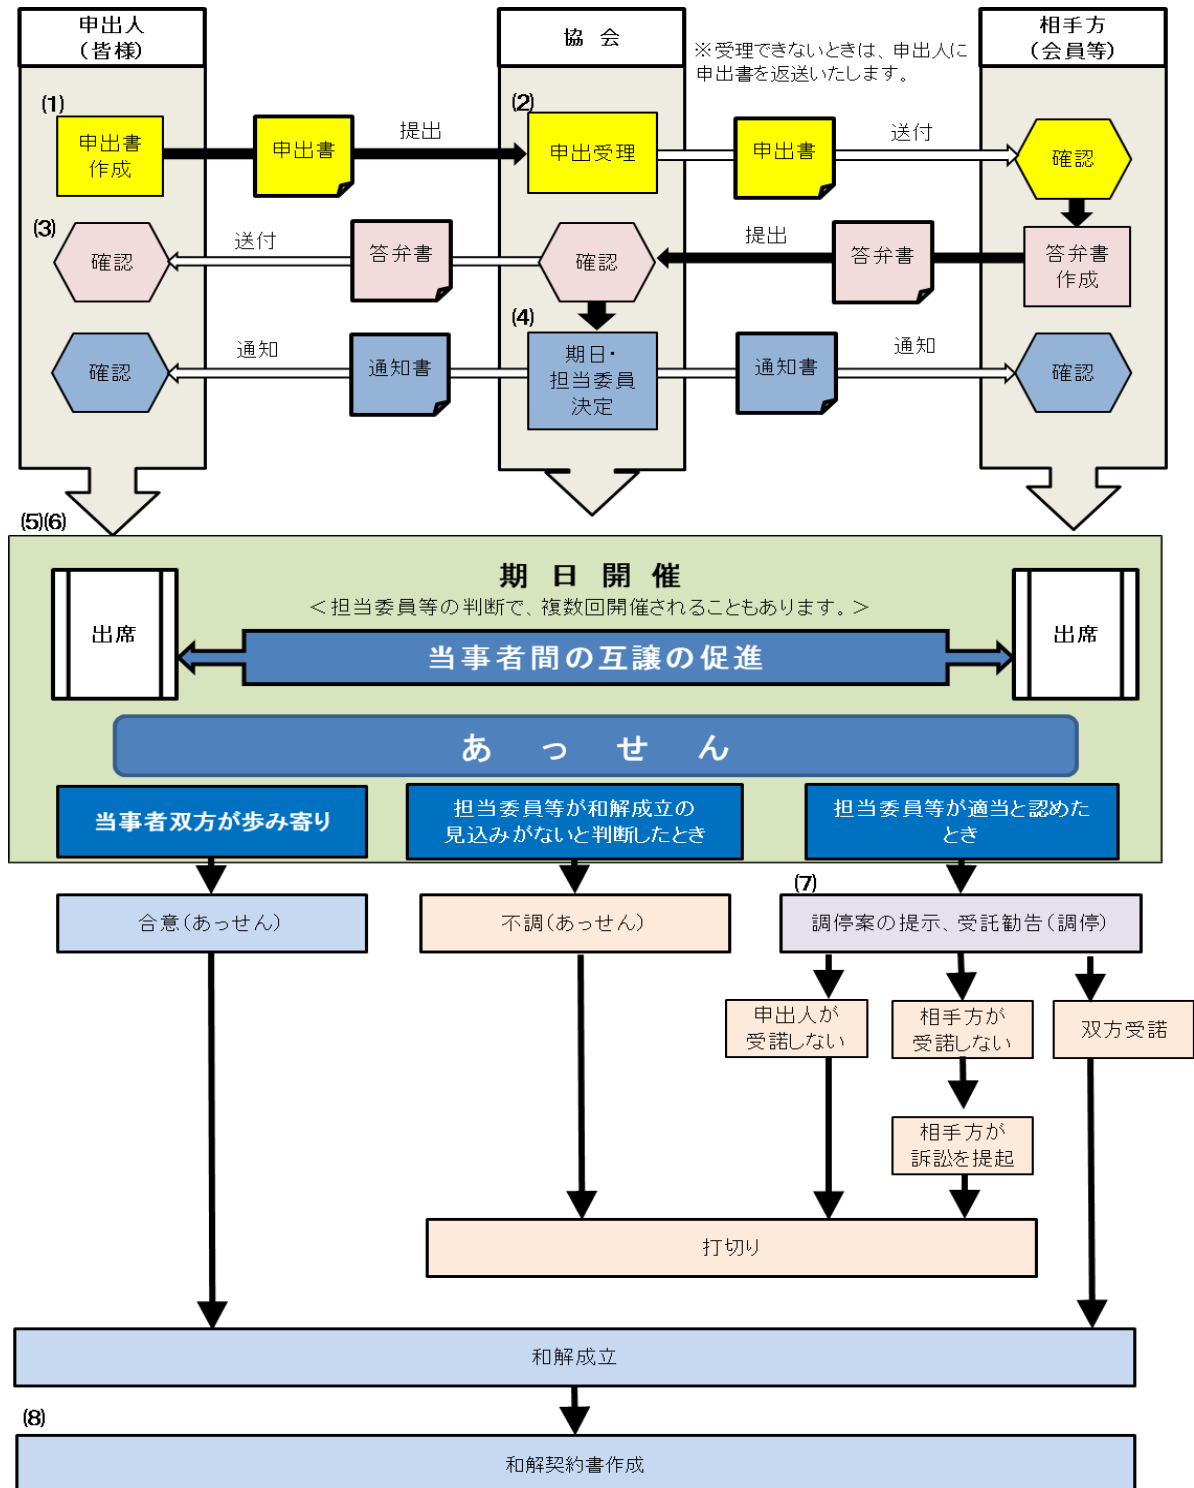 申出人
（皆様）
協 会
相手方
（会員等）
※受理できないときは、申出人に
申出書を返送いたします。
(1)
申出書
作成
申出書
提出
(2)
申出受理
申出書
送付
確認
(3)
確認
送付
答弁書
確認
提出
答弁書
答弁書
作成
確認
通知
通知書
(4)
期日・
担当委員
決定
通知書
通知
確認
(5)(6)
期 日 開 催
＜担当委員等の判断で、複数回開催されることもあります。＞
出席
当事者間の互譲の促進
出席
あ っ せ ん
当事者双方が歩み寄り
担当委員等が和解成立の
見込みがないと判断したとき
担当委員等が適当と認めた
とき
合意（あっせん）
不調（あっせん）
(7)
調停案の提示、受託勧告（調停）
申出人が
受諾しない
相手方が
受諾しない
双方受諾
相手方が
訴訟を提起
打切り
和解成立
(8)
和解契約書作成